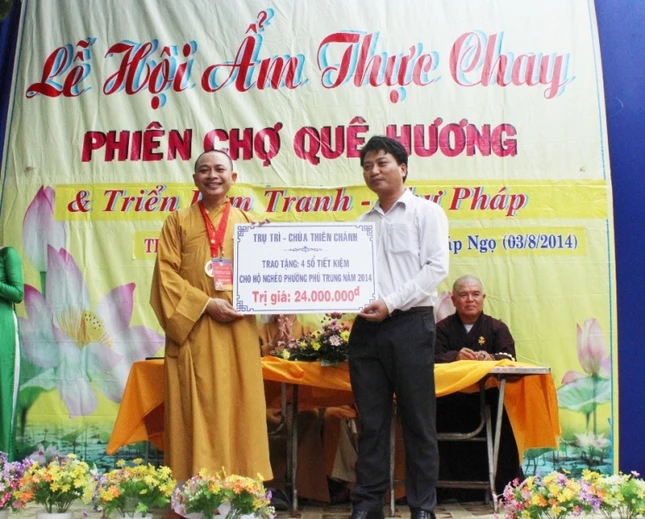 Lễ Hội Ẩm Thực Chay
PHIÊN CHỢ QUÊ HƯƠNG
& Triển Tranh - Pháp
Ngọ (03/8/2014)
TRỤ TRÌ - CHÙA THIÊN CHÁNH
TRAO TẶNG: 4 SỔ TIẾT KIỆM
CHO HỘ NGHÈO PHƯỜNG PHÚ TRUNG NĂM 2014
Trị giá: 24.000.000đ